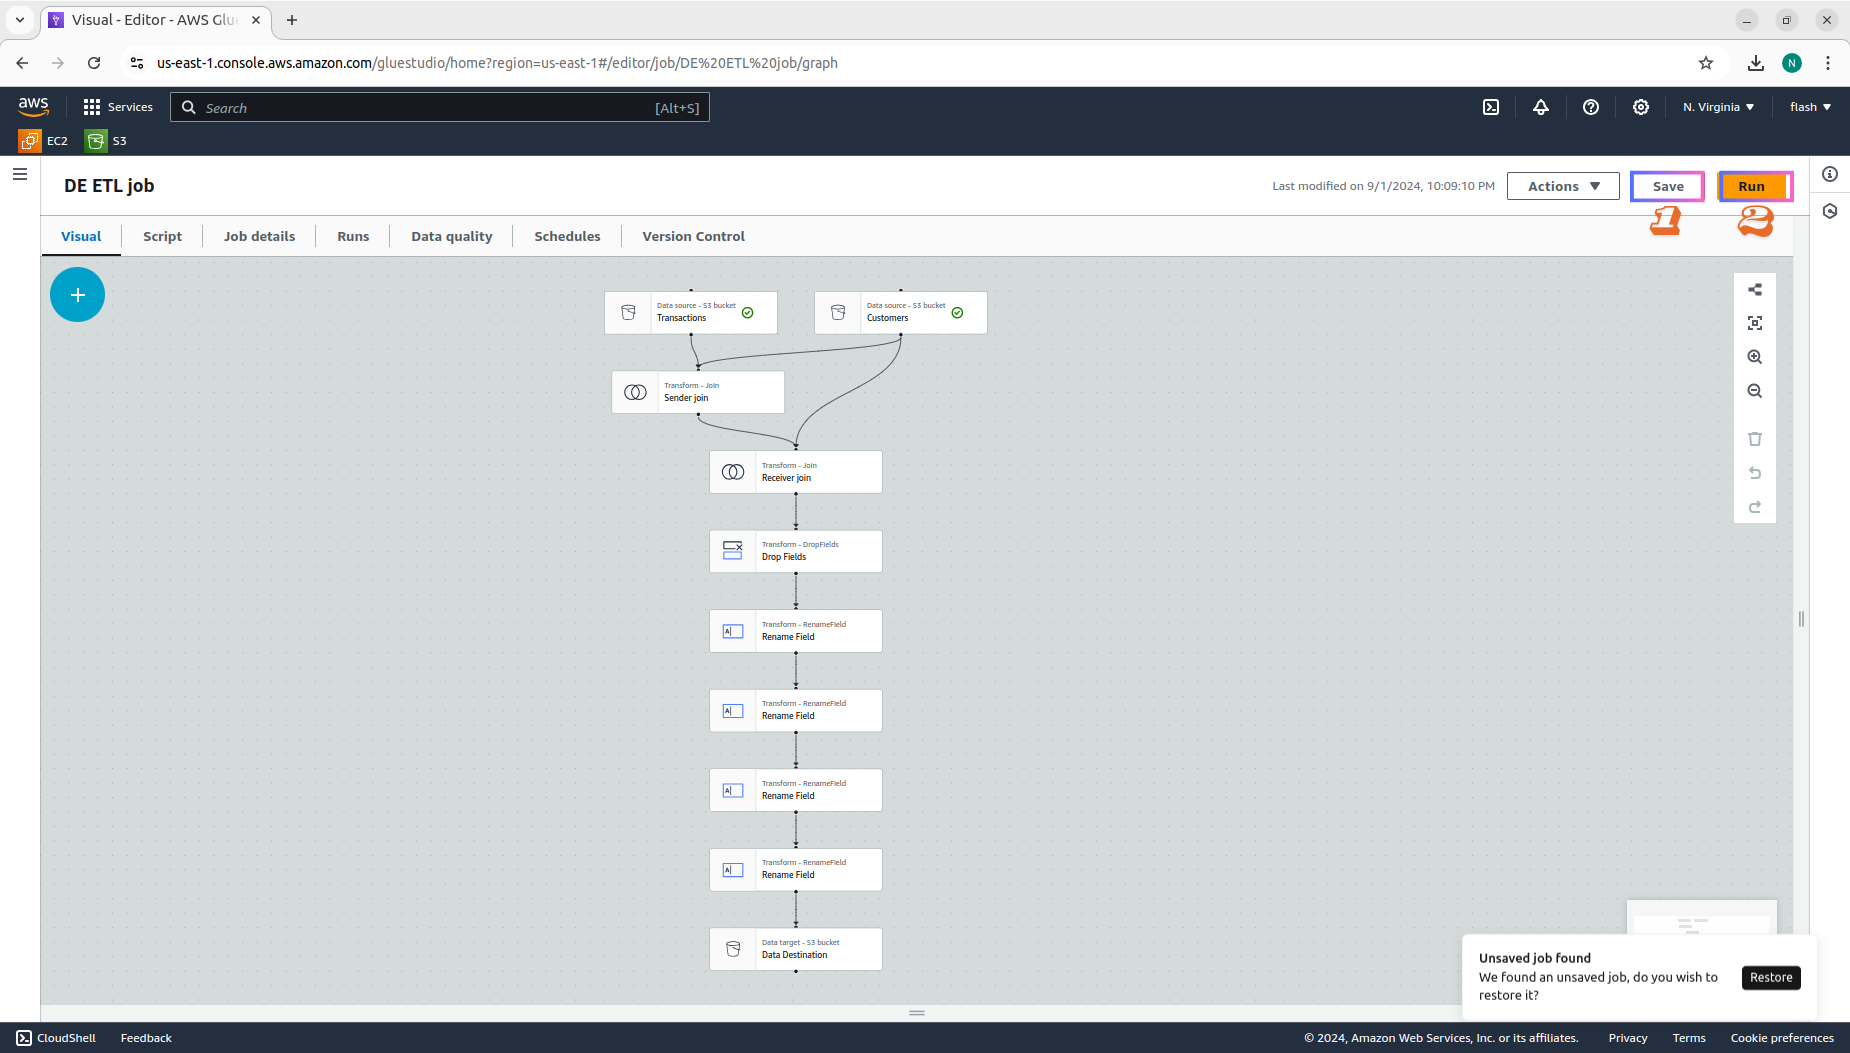 Visual - Editor - AWS Glue
us-east-1.console.aws.amazon.com/gluestudio/home?region=us-east-1#/editor/job/DE%20ETL%20job/graph
N
aws
Services
Search
[Alt+S]
N. Virginia
flash
EC2
S3
DE ETL job
Last modified on 9/1/2024, 10:09:10 PM
Actions
Save
Run
1
2
Visual
Script
Job details
Runs
Data quality
Schedules
Version Control
Data source - S3 bucket
Transactions
Data source - S3 bucket
Customers
Transform - Join
Sender join
Transform - Join
Receiver join
Transform - DropFields
Drop Fields
Transform - RenameField
Rename Field
Transform - RenameField
Rename Field
Transform - RenameField
Rename Field
Transform - RenameField
Rename Field
Data target - S3 bucket
Data Destination
Unsaved job found
We found an unsaved job, do you wish to
restore it?
Restore
CloudShell
Feedback
© 2024, Amazon Web Services, Inc. or its affiliates.
Privacy
Terms
Cookie preferences